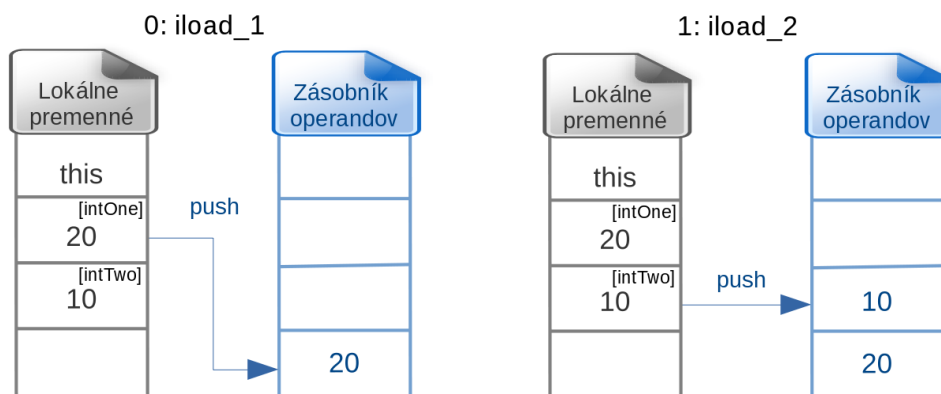 0: iload_1
Lokálne
premenné
Zásobník
operandov
this
[intOne]
20
push
[intTwo]
10
20
1: iload_2
Lokálne
premenné
Zásobník
operandov
this
[intOne]
20
[intTwo]
10
push
10
20